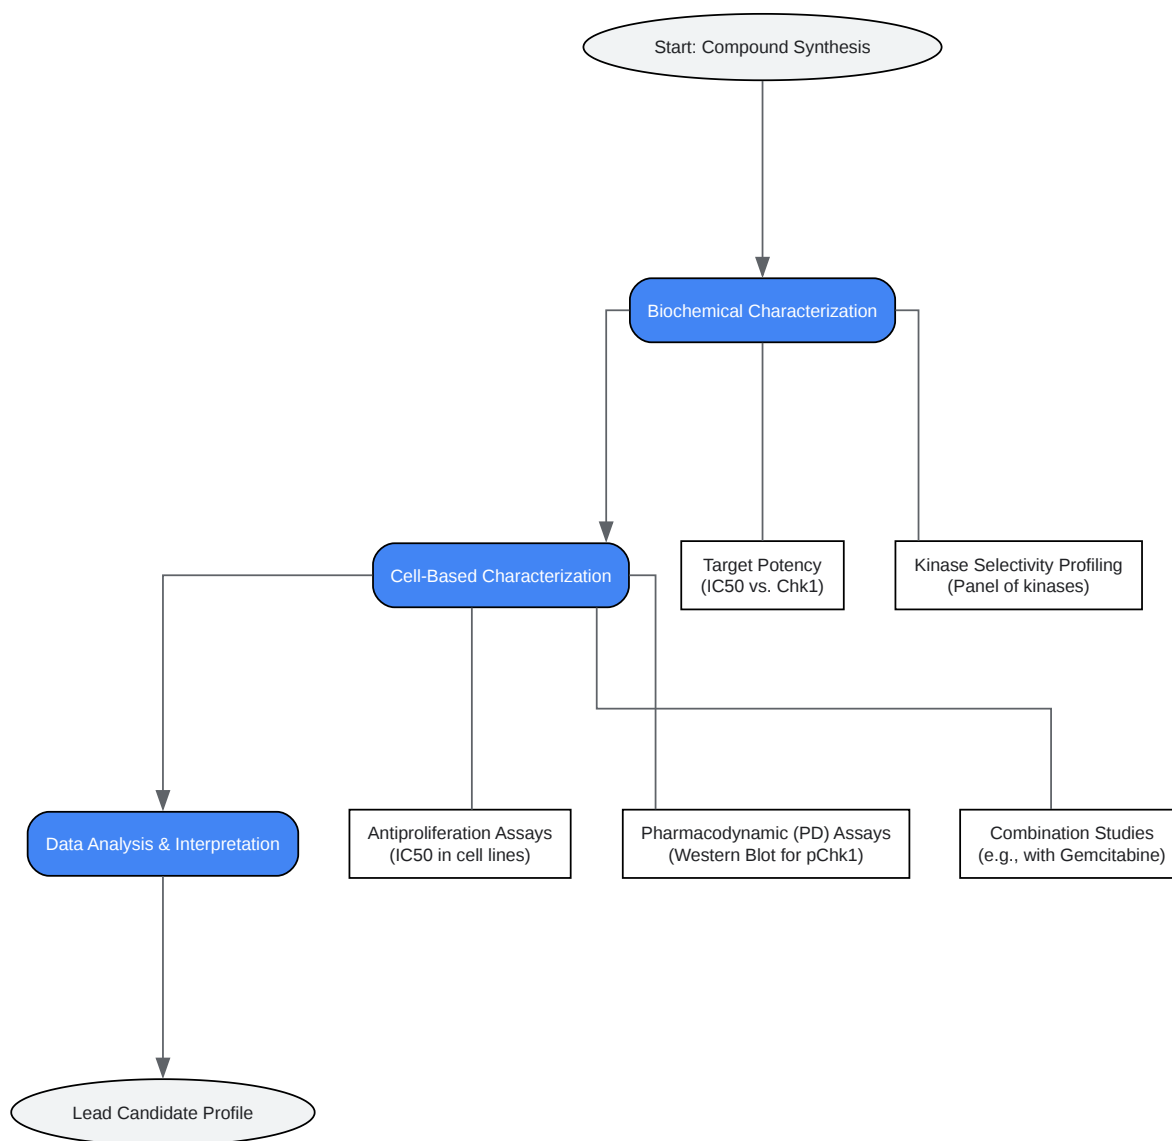 Start: Compound Synthesis
Biochemical Characterization
Cell-Based Characterization
Target Potency
(IC50 vs. Chk1)
Kinase Selectivity Profiling
(Panel of kinases)
Data Analysis & Interpretation
Antiproliferation Assays
(IC50 in cell lines)
Pharmacodynamic (PD) Assays
(Western Blot for pChk1)
Combination Studies
(e.g., with Gemcitabine)
Lead Candidate Profile